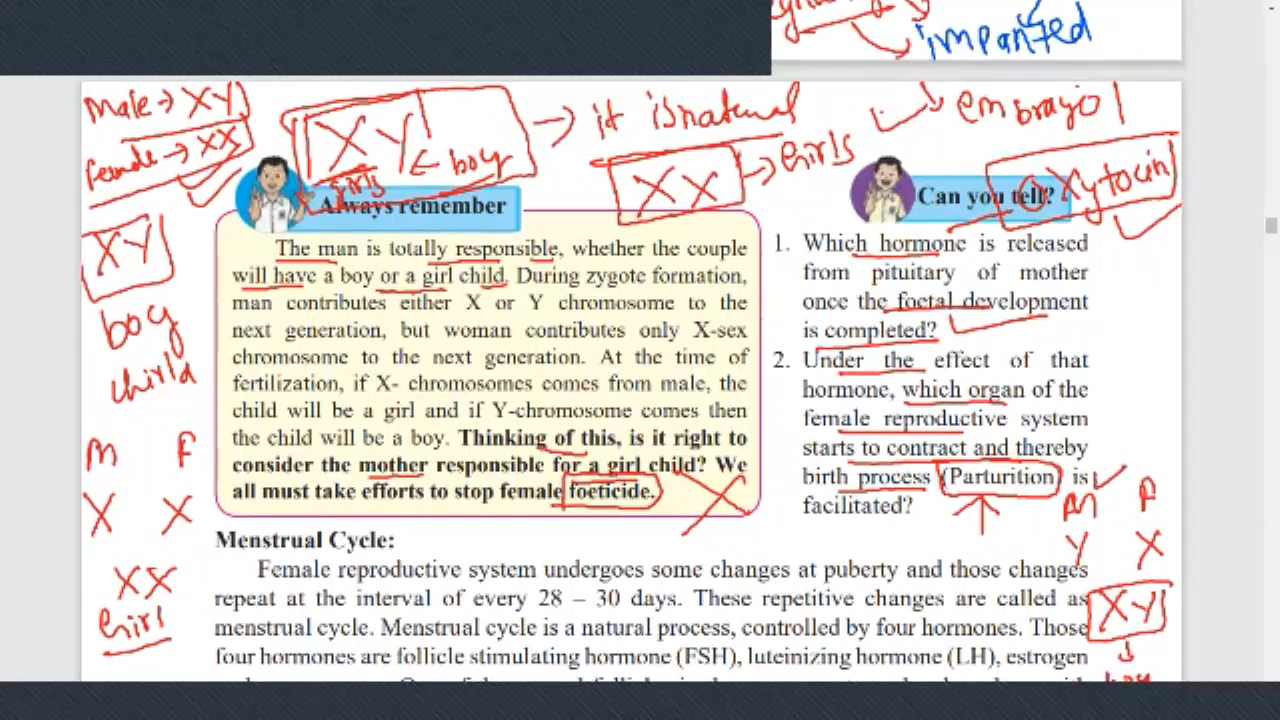 impanted
male → XY
female → XX
XY ← boy
girls
→ it is natural
XX → Girls
→ embrayo
oxytocin
Always remember
Can you tell?
XY
boy
child
M F
X X
XX
Girl
The man is totally responsible, whether the couple
will have a boy or a girl child. During zygote formation,
man contributes either X or Y chromosome to the
next generation, but woman contributes only X-sex
chromosome to the next generation. At the time of
fertilization, if X- chromosomes comes from male, the
child will be a girl and if Y-chromosome comes then
the child will be a boy. Thinking of this, is it right to
consider the mother responsible for a girl child? We
all must take efforts to stop female foeticide.
1. Which hormone is released
from pituitary of mother
once the foetal development
is completed?
2. Under the effect of that
hormone, which organ of the
female reproductive system
starts to contract and thereby
birth process (Parturition) is
facilitated?
M F
Y X
XY
Menstrual Cycle:
Female reproductive system undergoes some changes at puberty and those changes
repeat at the interval of every 28 – 30 days. These repetitive changes are called as
menstrual cycle. Menstrual cycle is a natural process, controlled by four hormones. Those
four hormones are follicle stimulating hormone (FSH), luteinizing hormone (LH), estrogen